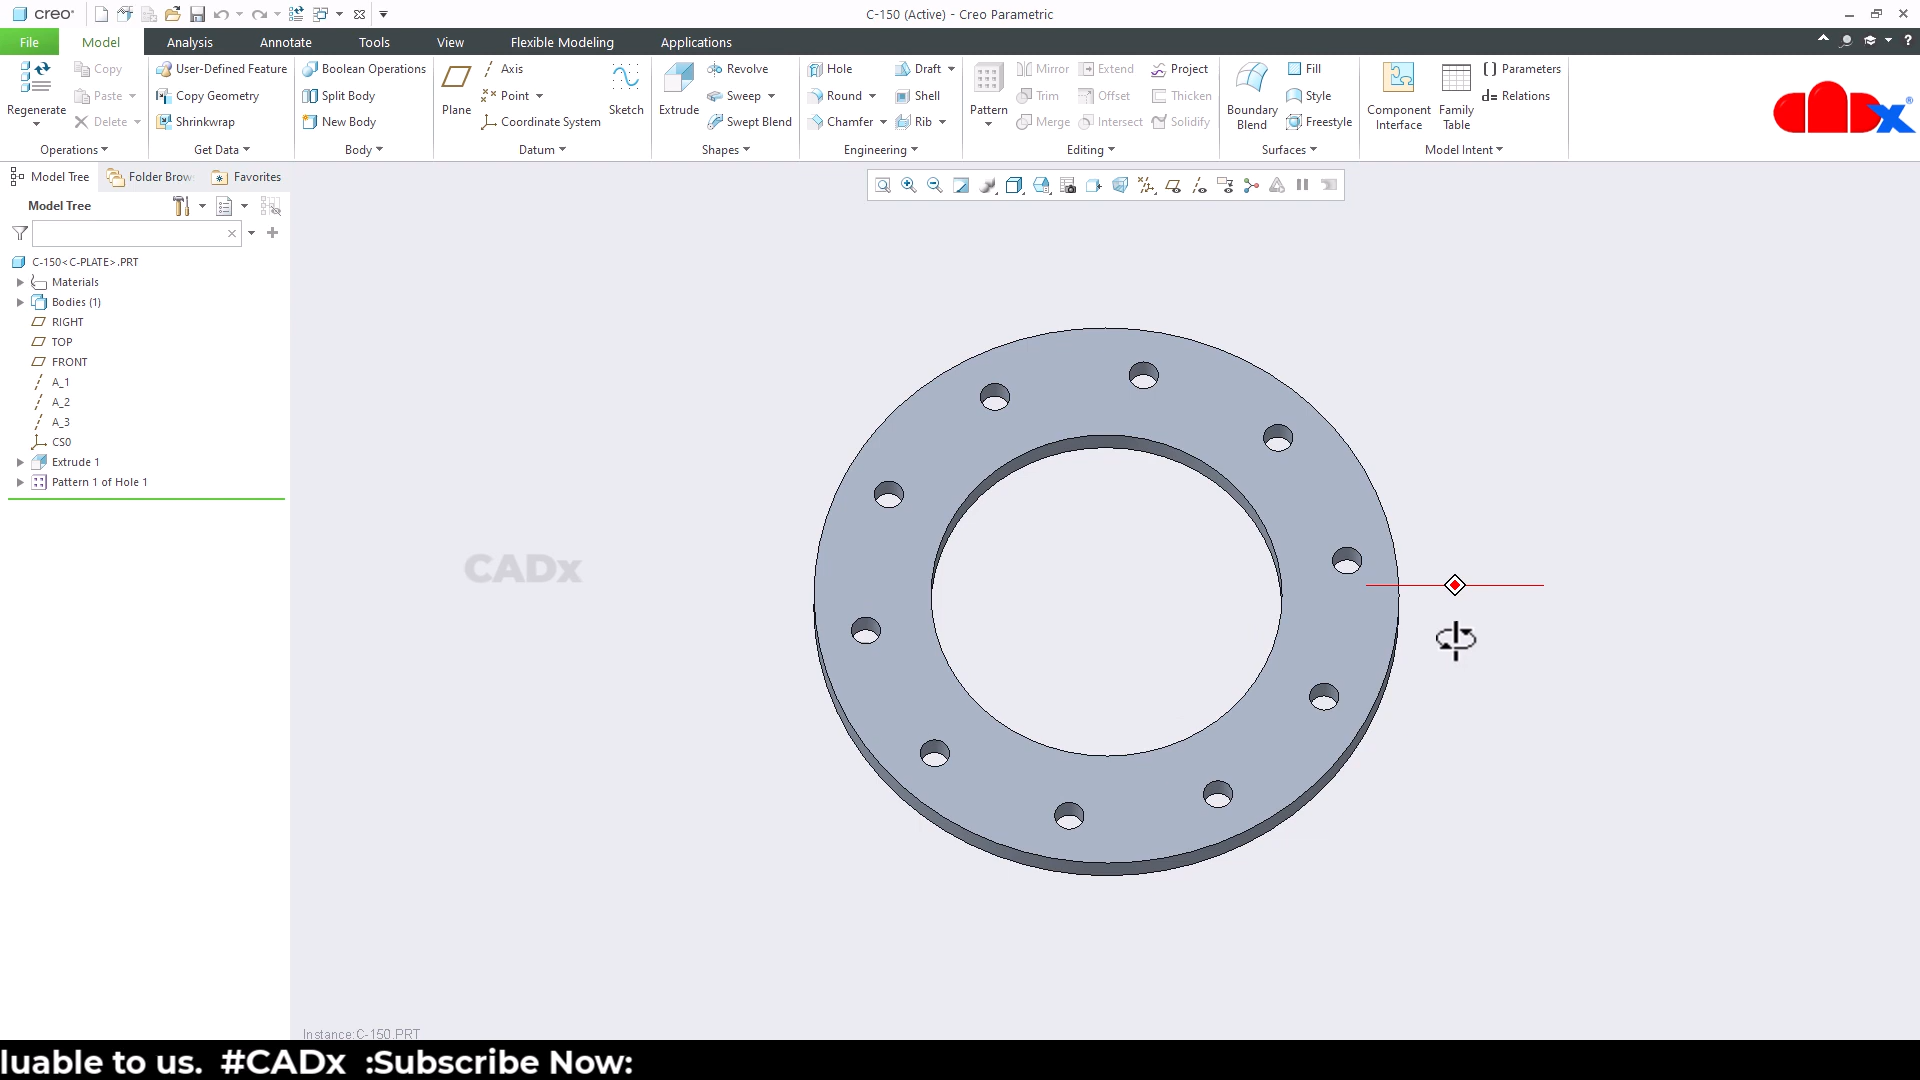 creo
C-150 (Active) - Creo Parametric
File Model Analysis Annotate Tools View Flexible Modeling Applications
Regenerate
Copy
Paste
Delete
Operations
User-Defined Feature
Copy Geometry
Shrinkwrap
Get Data
Boolean Operations
Split Body
New Body
Body
Plane
Axis
Point
Coordinate System
Sketch
Datum
Extrude
Revolve
Sweep
Swept Blend
Shapes
Hole
Round
Chamfer
Draft
Shell
Rib
Engineering
Pattern
Mirror
Trim
Merge
Extend
Offset
Intersect
Project
Thicken
Solidify
Editing
Boundary
Blend
Fill
Style
Freestyle
Surfaces
Component
Interface
Family
Table
Parameters
Relations
Model Intent
CADx®
Model Tree Folder Brow Favorites
Model Tree
C-150<C-PLATE>.PRT
Materials
Bodies (1)
RIGHT
TOP
FRONT
A_1
A_2
A_3
CS0
Extrude 1
Pattern 1 of Hole 1
CADx
Instance:C-150.PRT
luable to us. #CADx :Subscribe Now: